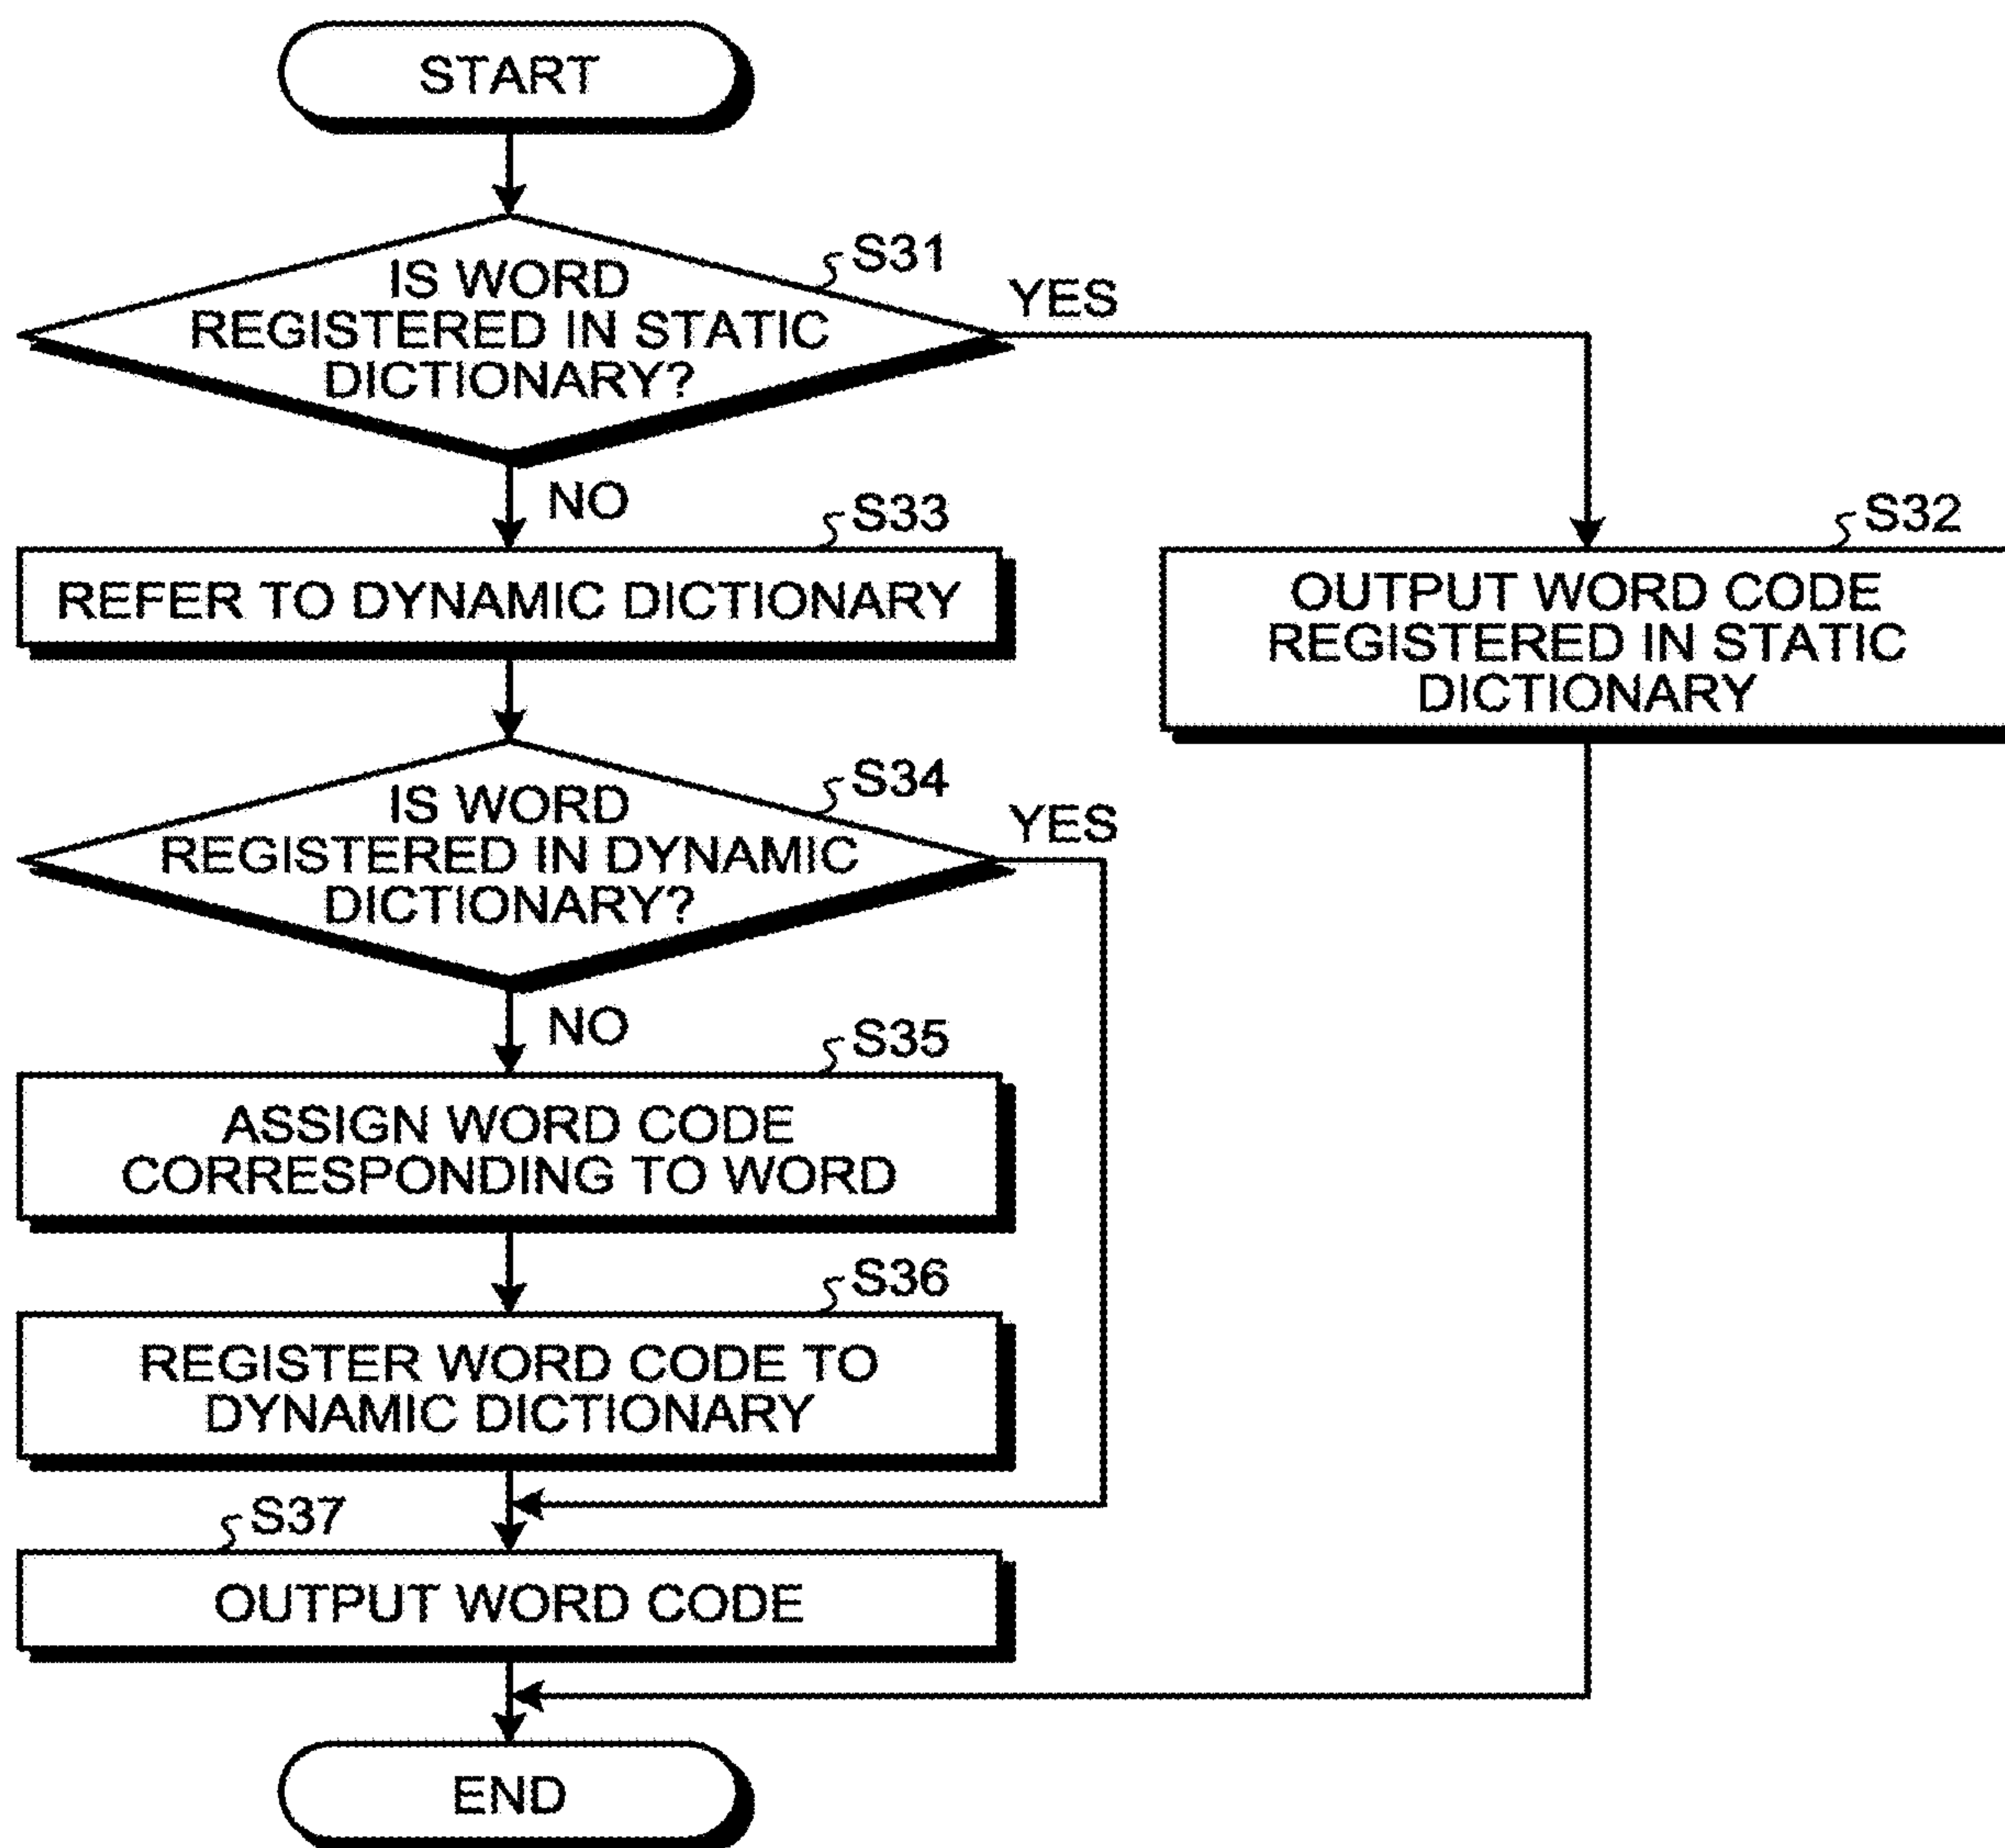 START
S31
IS WORD
REGISTERED IN STATIC
DICTIONARY?
YES
NO
S33
REFER TO DYNAMIC DICTIONARY
S32
OUTPUT WORD CODE
REGISTERED IN STATIC
DICTIONARY
S34
IS WORD
REGISTERED IN DYNAMIC
DICTIONARY?
YES
NO
S35
ASSIGN WORD CODE
CORRESPONDING TO WORD
S36
REGISTER WORD CODE TO
DYNAMIC DICTIONARY
S37
OUTPUT WORD CODE
END